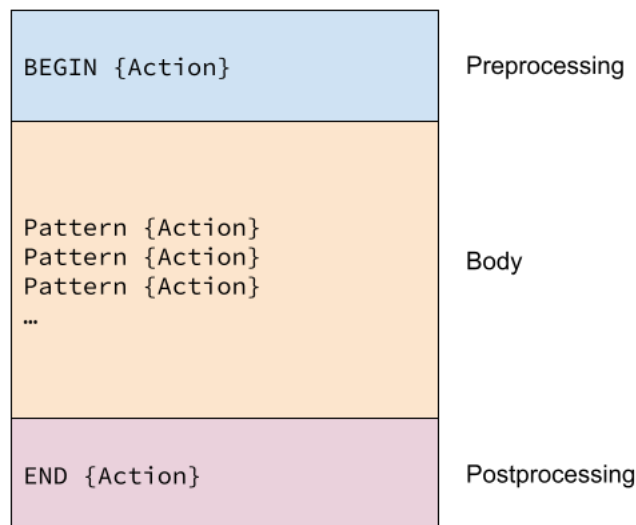 BEGIN {Action}
Preprocessing
Pattern {Action}
Pattern {Action}
Pattern {Action}
…
Body
END {Action}
Postprocessing